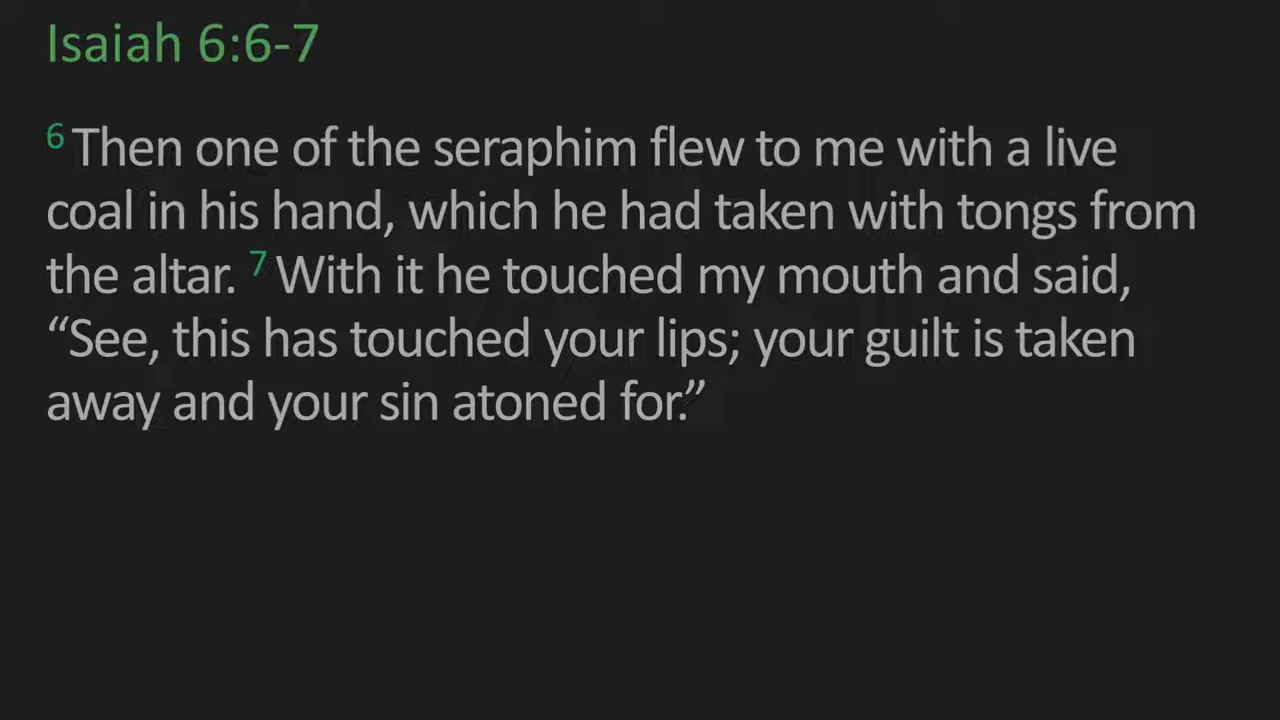 Isaiah 6:6-7
6 Then one of the seraphim flew to me with a live
coal in his hand, which he had taken with tongs from
the altar. 7 With it he touched my mouth and said,
“See, this has touched your lips; your guilt is taken
away and your sin atoned for.”